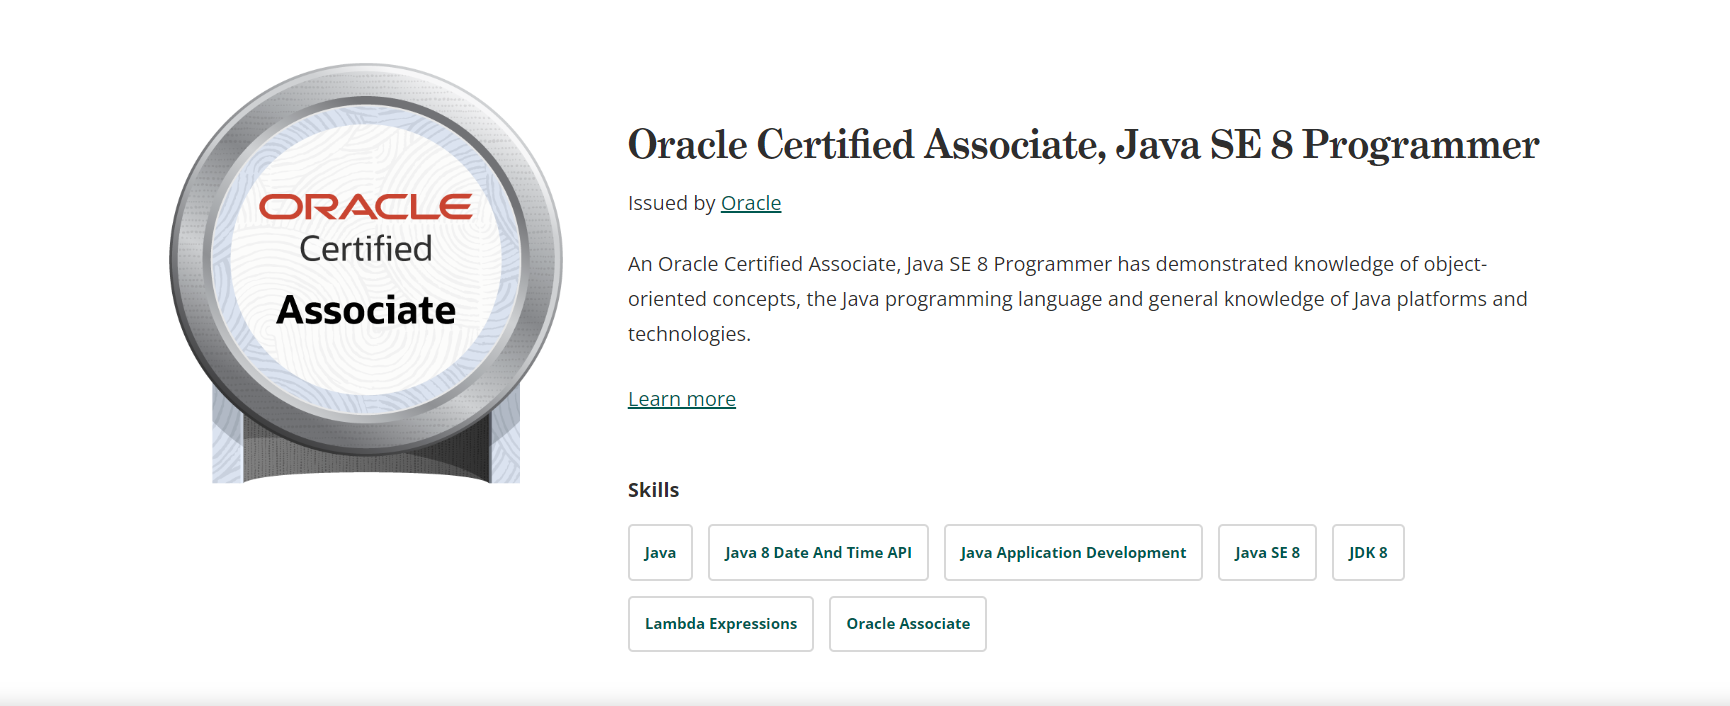 ORACLE
Certified
Associate
Oracle Certified Associate, Java SE 8 Programmer
Issued by Oracle
An Oracle Certified Associate, Java SE 8 Programmer has demonstrated knowledge of object-
oriented concepts, the Java programming language and general knowledge of Java platforms and
technologies.
Learn more
Skills
Java
Java 8 Date And Time API
Java Application Development
Java SE 8
JDK 8
Lambda Expressions
Oracle Associate